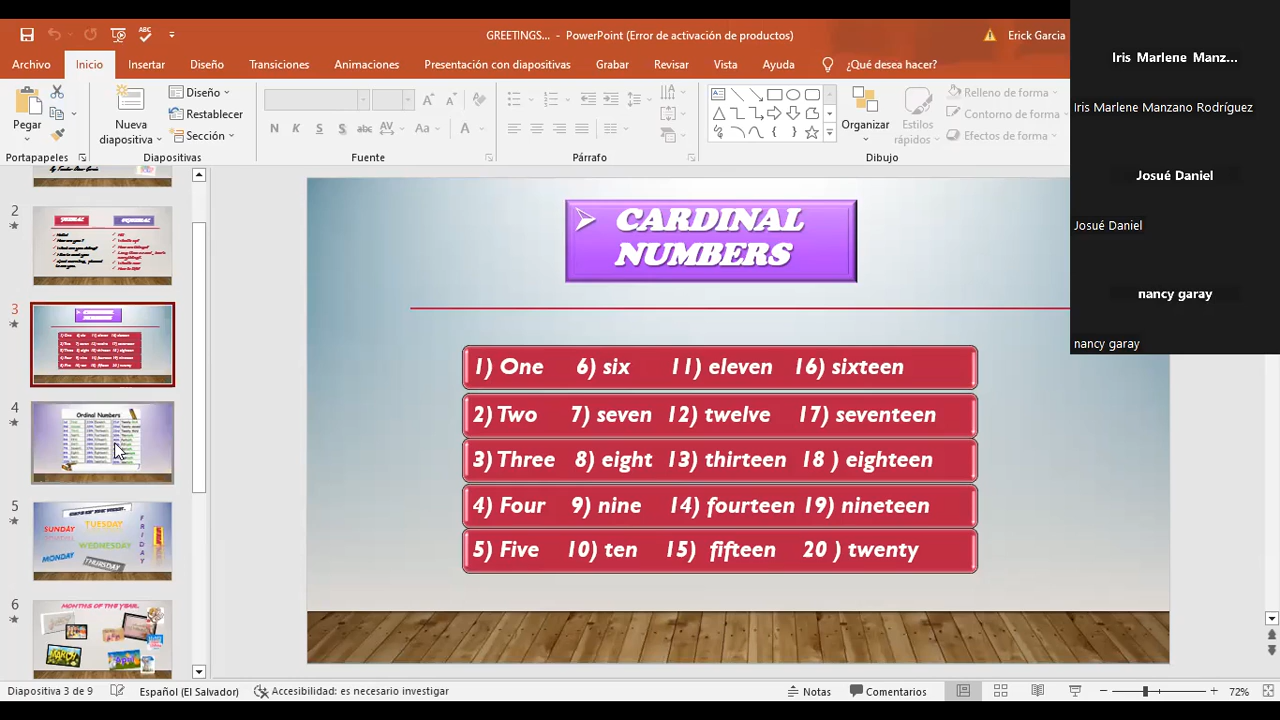 GREETINGS... - PowerPoint (Error de activación de productos)
Erick Garcia
Archivo Inicio Insertar Diseño Transiciones Animaciones Presentación con diapositivas Grabar Revisar Vista Ayuda ¿Qué desea hacer?
Pegar
Nueva diapositiva
Diseño
Restablecer
Sección
Organizar
Estilos rápidos
Relleno de forma
Contorno de forma
Efectos de forma
Portapapeles Diapositivas Fuente Párrafo Dibujo
Iris Marlene Manz...
Iris Marlene Manzano Rodríguez
Josué Daniel
Josué Daniel
nancy garay
nancy garay
2
3
4
Ordinal Numbers
5
SUNDAY
TUESDAY
WEDNESDAY
MONDAY
THURSDAY
FRIDAY
6
MONTHS OF THE YEAR
CARDINAL
NUMBERS
1) One 6) six 11) eleven 16) sixteen
2) Two 7) seven 12) twelve 17) seventeen
3) Three 8) eight 13) thirteen 18 ) eighteen
4) Four 9) nine 14) fourteen 19) nineteen
5) Five 10) ten 15) fifteen 20 ) twenty
Diapositiva 3 de 9 Español (El Salvador) Accesibilidad: es necesario investigar Notas Comentarios 72%